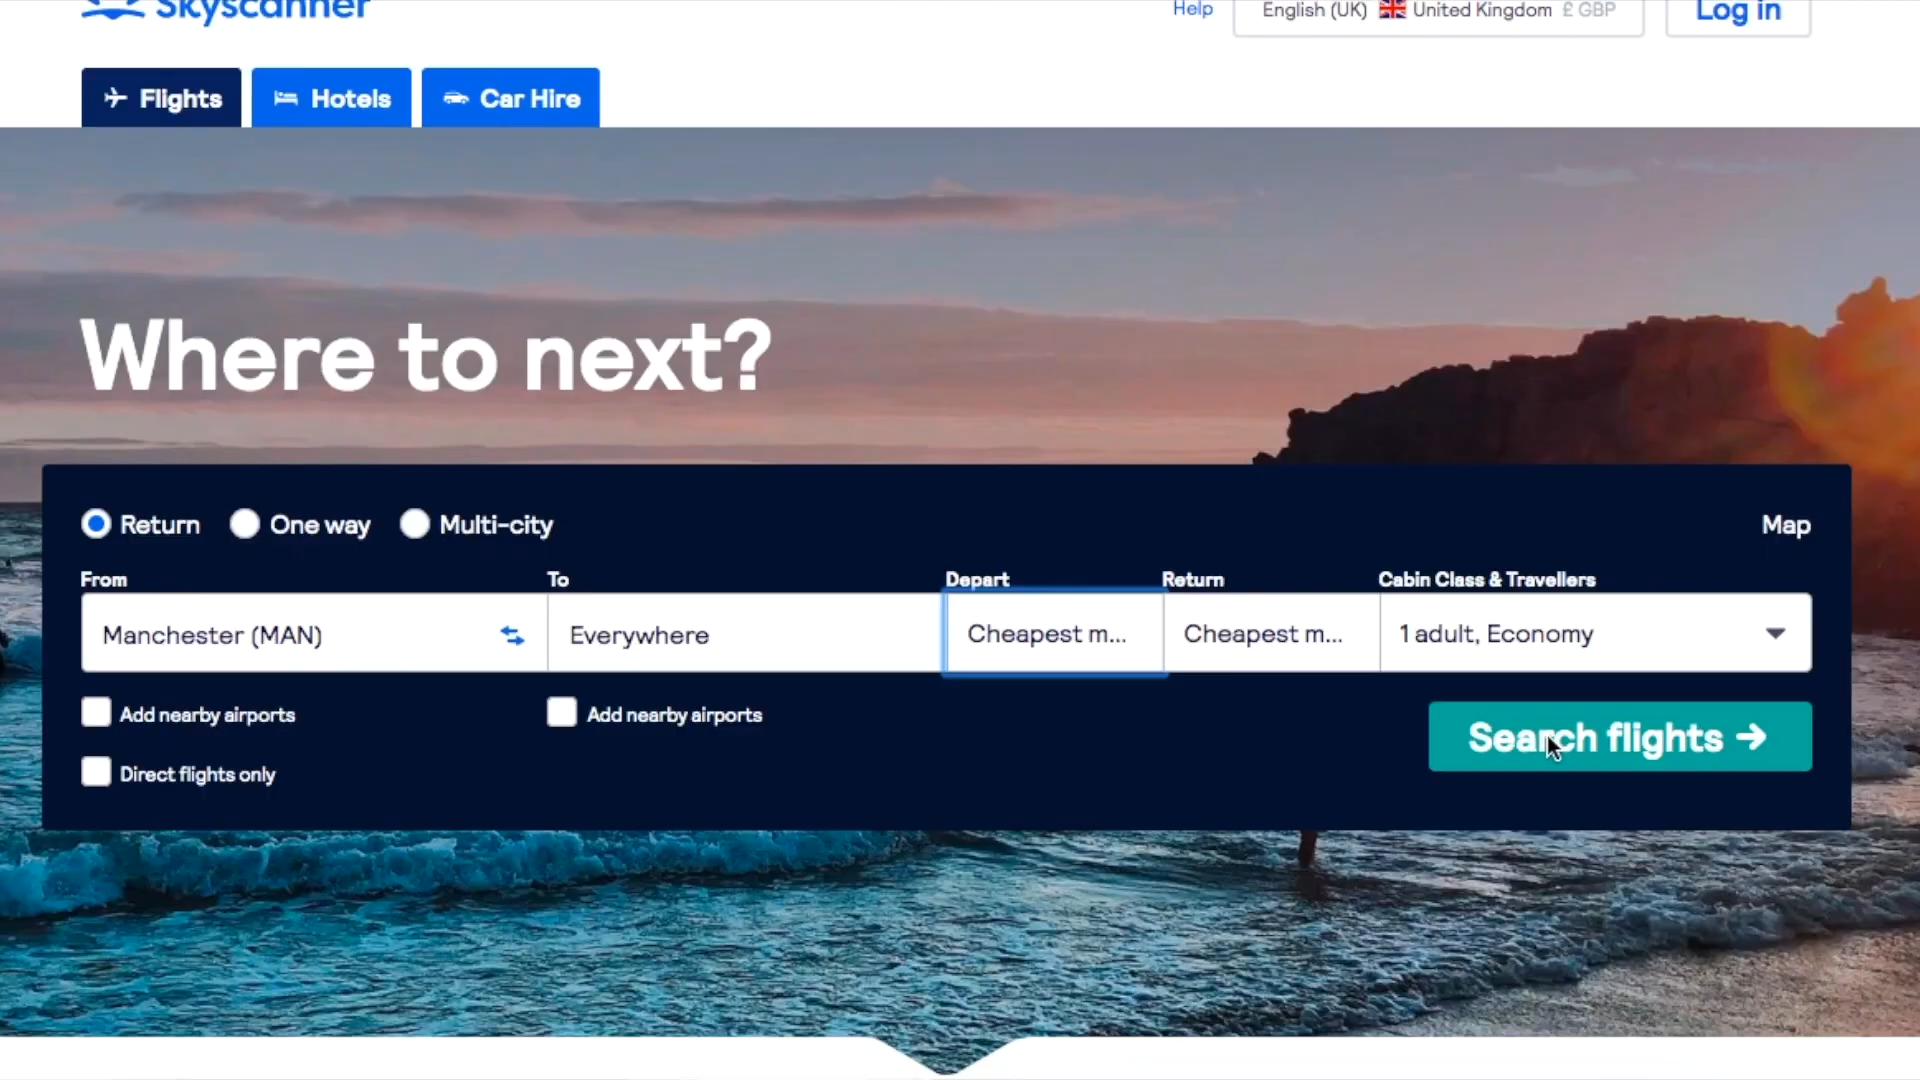 Skyscanner
Help
English (UK) United Kingdom £ GBP
Log in
Flights
Hotels
Car Hire
Where to next?
Return
One way
Multi-city
Map
From
To
Depart
Return
Cabin Class & Travellers
Manchester (MAN)
Everywhere
Cheapest m...
Cheapest m...
1 adult, Economy
Add nearby airports
Add nearby airports
Search flights
Direct flights only